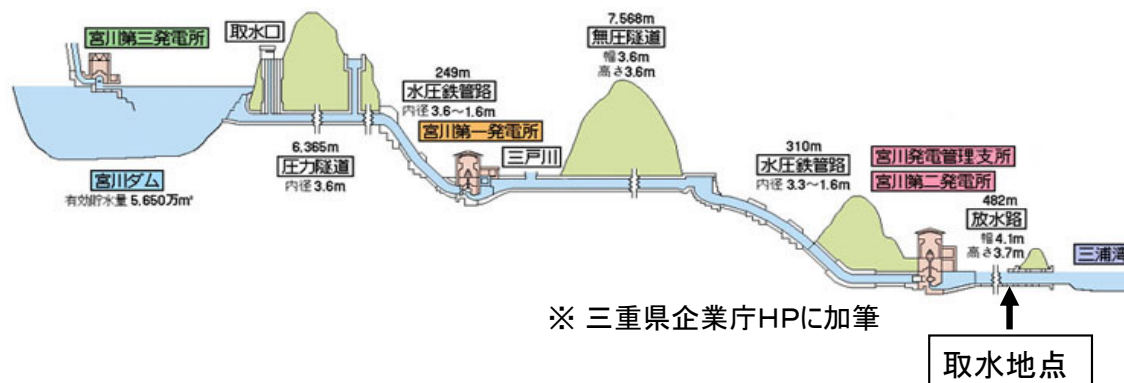 宮川第三発電所
取水口
7,568m
無圧隧道
幅3.6m
高さ3.6m
249m
水圧鉄管路
内径3.6〜1.6m
宮川第一発電所
三戸川
6,365m
圧力隧道
内径3.6m
宮川ダム
有効貯水量 5,650万㎥
310m
水圧鉄管路
内径3.3〜1.6m
宮川発電管理支所
宮川第二発電所
482m
放水路
幅4.1m
高さ3.7m
三浦湾
※ 三重県企業庁HPに加筆
取水地点